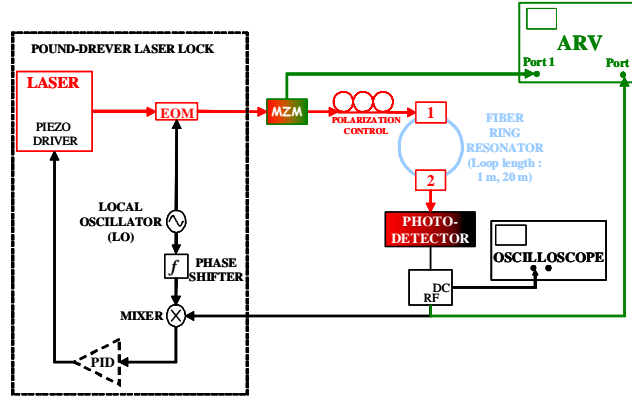 POUND-DREVER LASER LOCK
ARV
Port 1
Port
LASER
PIEZO
DRIVER
EOM
MZM
POLARIZATION
CONTROL
1
FIBER
RING
RESONATOR
(Loop length :
1 m, 20 m)
2
LOCAL
OSCILLATOR
(LO)
PHOTO-
DETECTOR
f
PHASE
SHIFTER
OSCILLOSCOPE
DC
RF
MIXER
PID